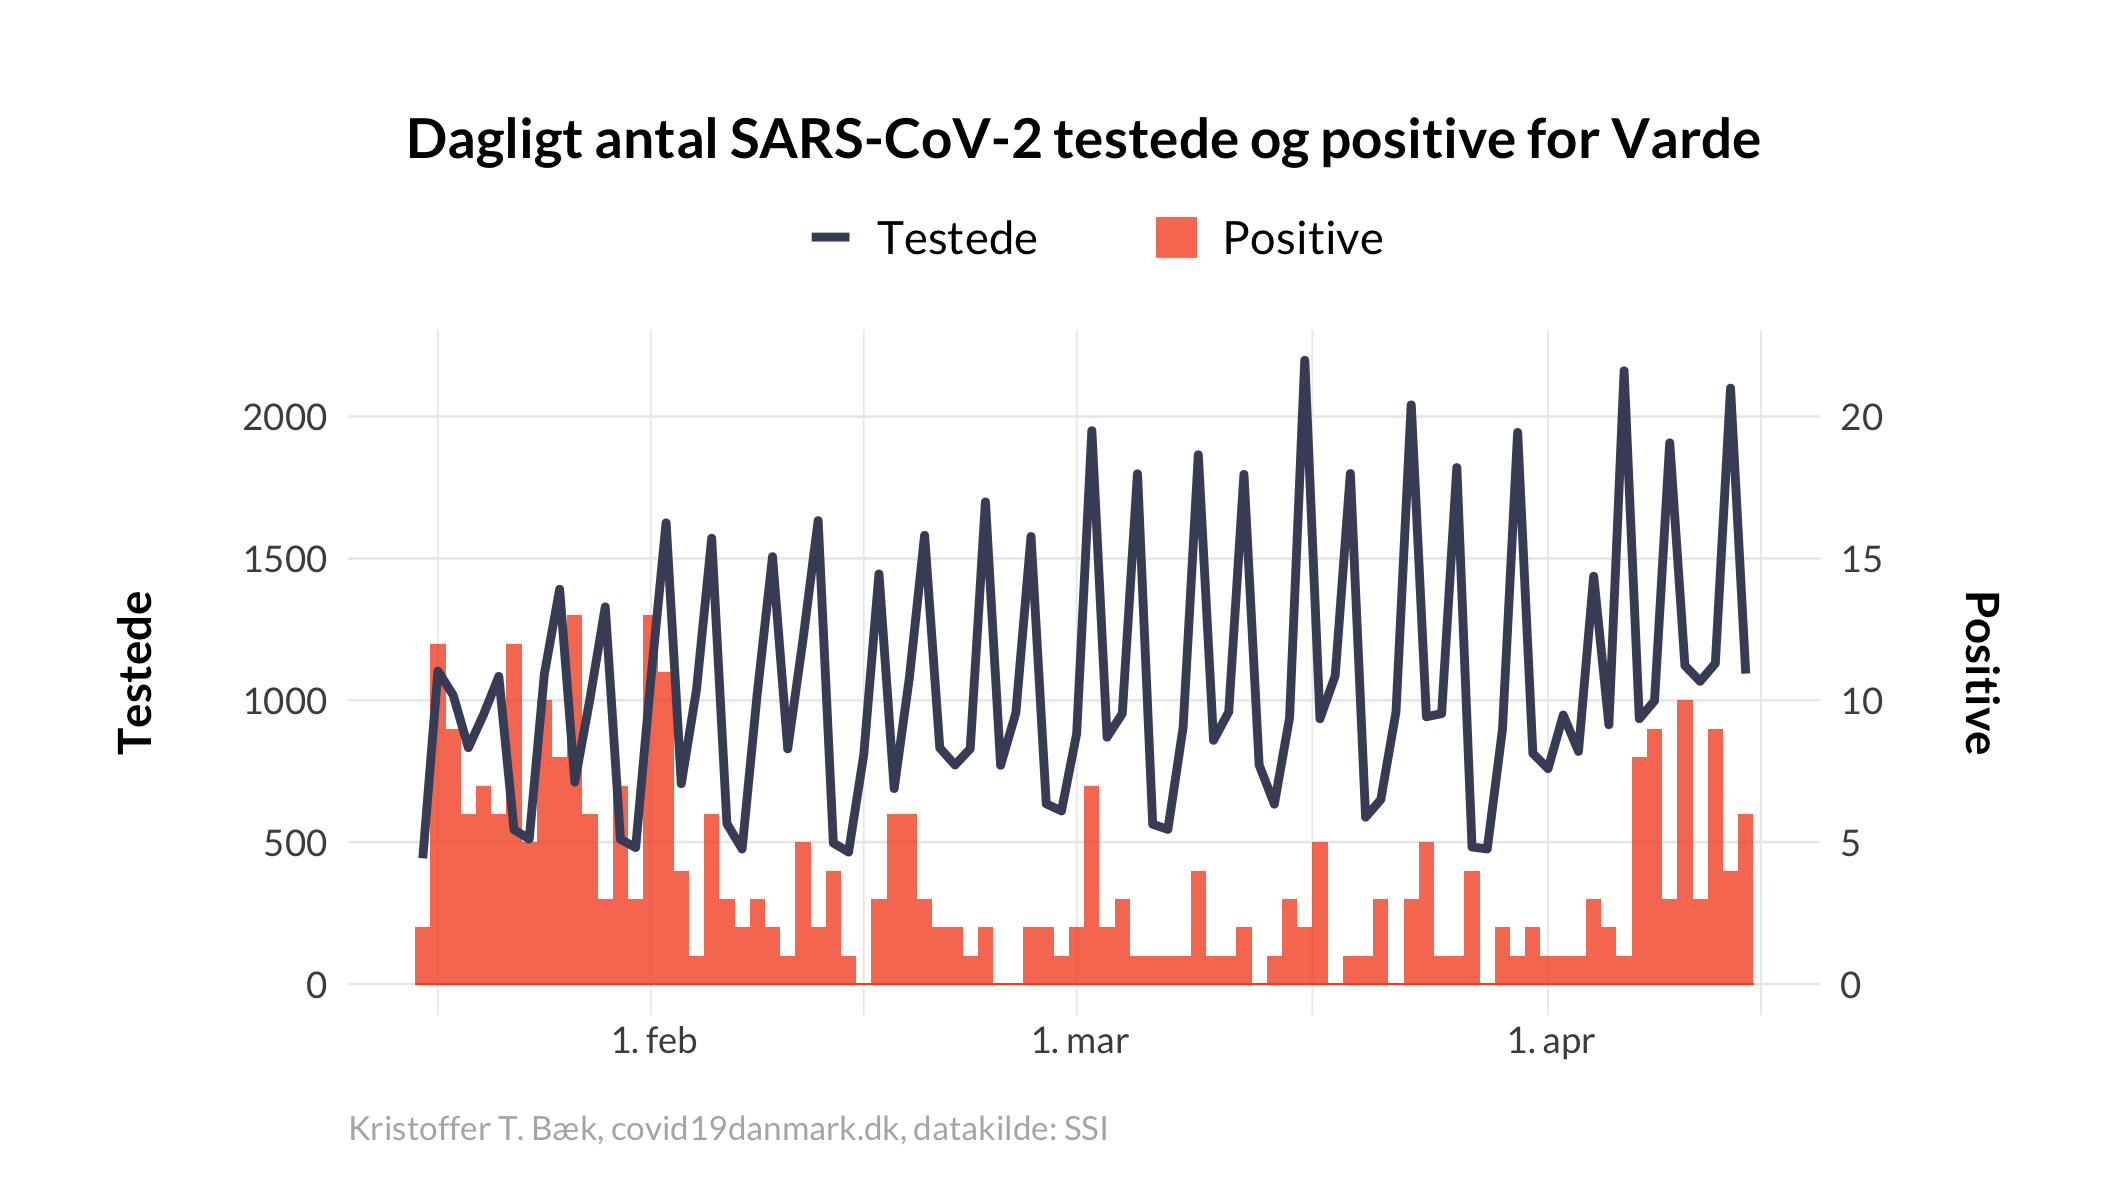 Dagligt antal SARS-CoV-2 testede og positive for Varde
Testede Positive
2000 20
1500 15
1000 10
500 5
0 0
Testede
Positive
1. feb 1. mar 1. apr
Kristoffer T. Bæk, covid19danmark.dk, datakilde: SSI